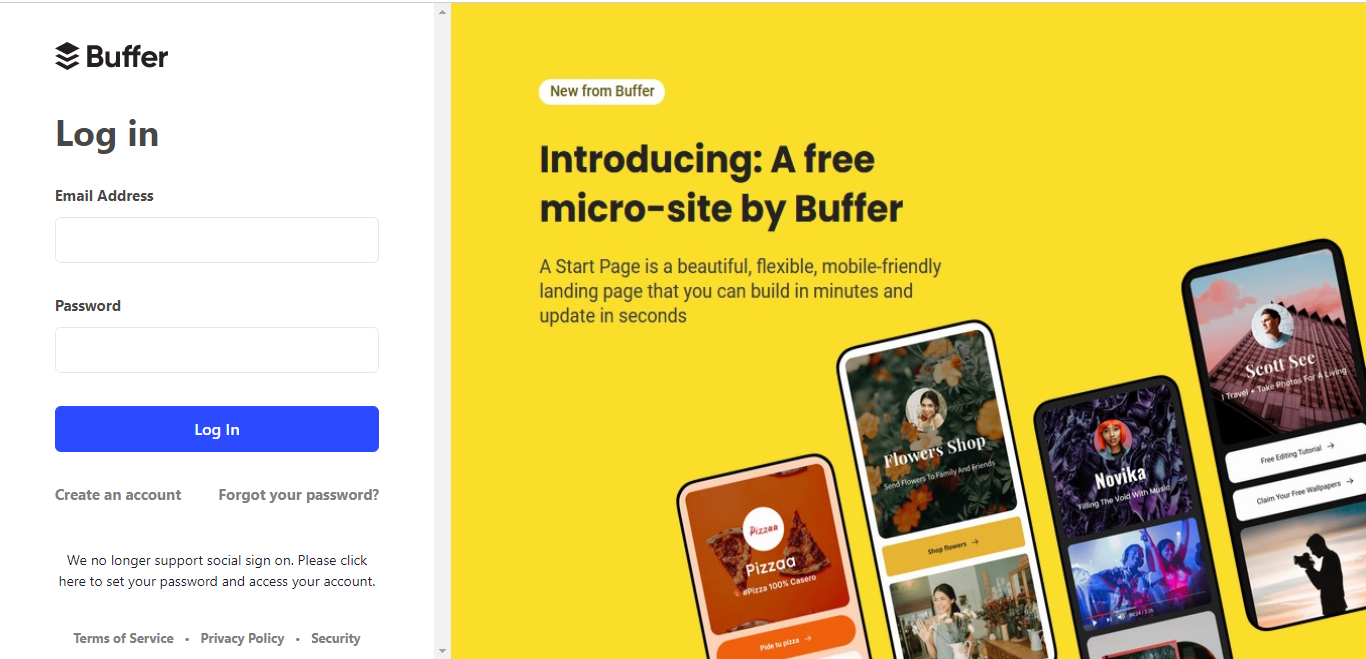 Buffer
Log in
Email Address
Password
Log In
Create an account
Forgot your password?
We no longer support social sign on. Please click
here to set your password and access your account.
Terms of Service • Privacy Policy • Security
New from Buffer
Introducing: A free
micro-site by Buffer
A Start Page is a beautiful, flexible, mobile-friendly
landing page that you can build in minutes and
update in seconds
Pizzaa
Pizzaa
#Pizza 100% Casero
Pide tu pizza →
Flowers Shop
Send Flowers To Family And Friends
Shop flowers →
Novika
Filling The Void With Music
00:24 / 2:26
Scott See
I Travel + Take Photos For A Living
Free Editing Tutorial →
Claim Your Free Wallpapers →